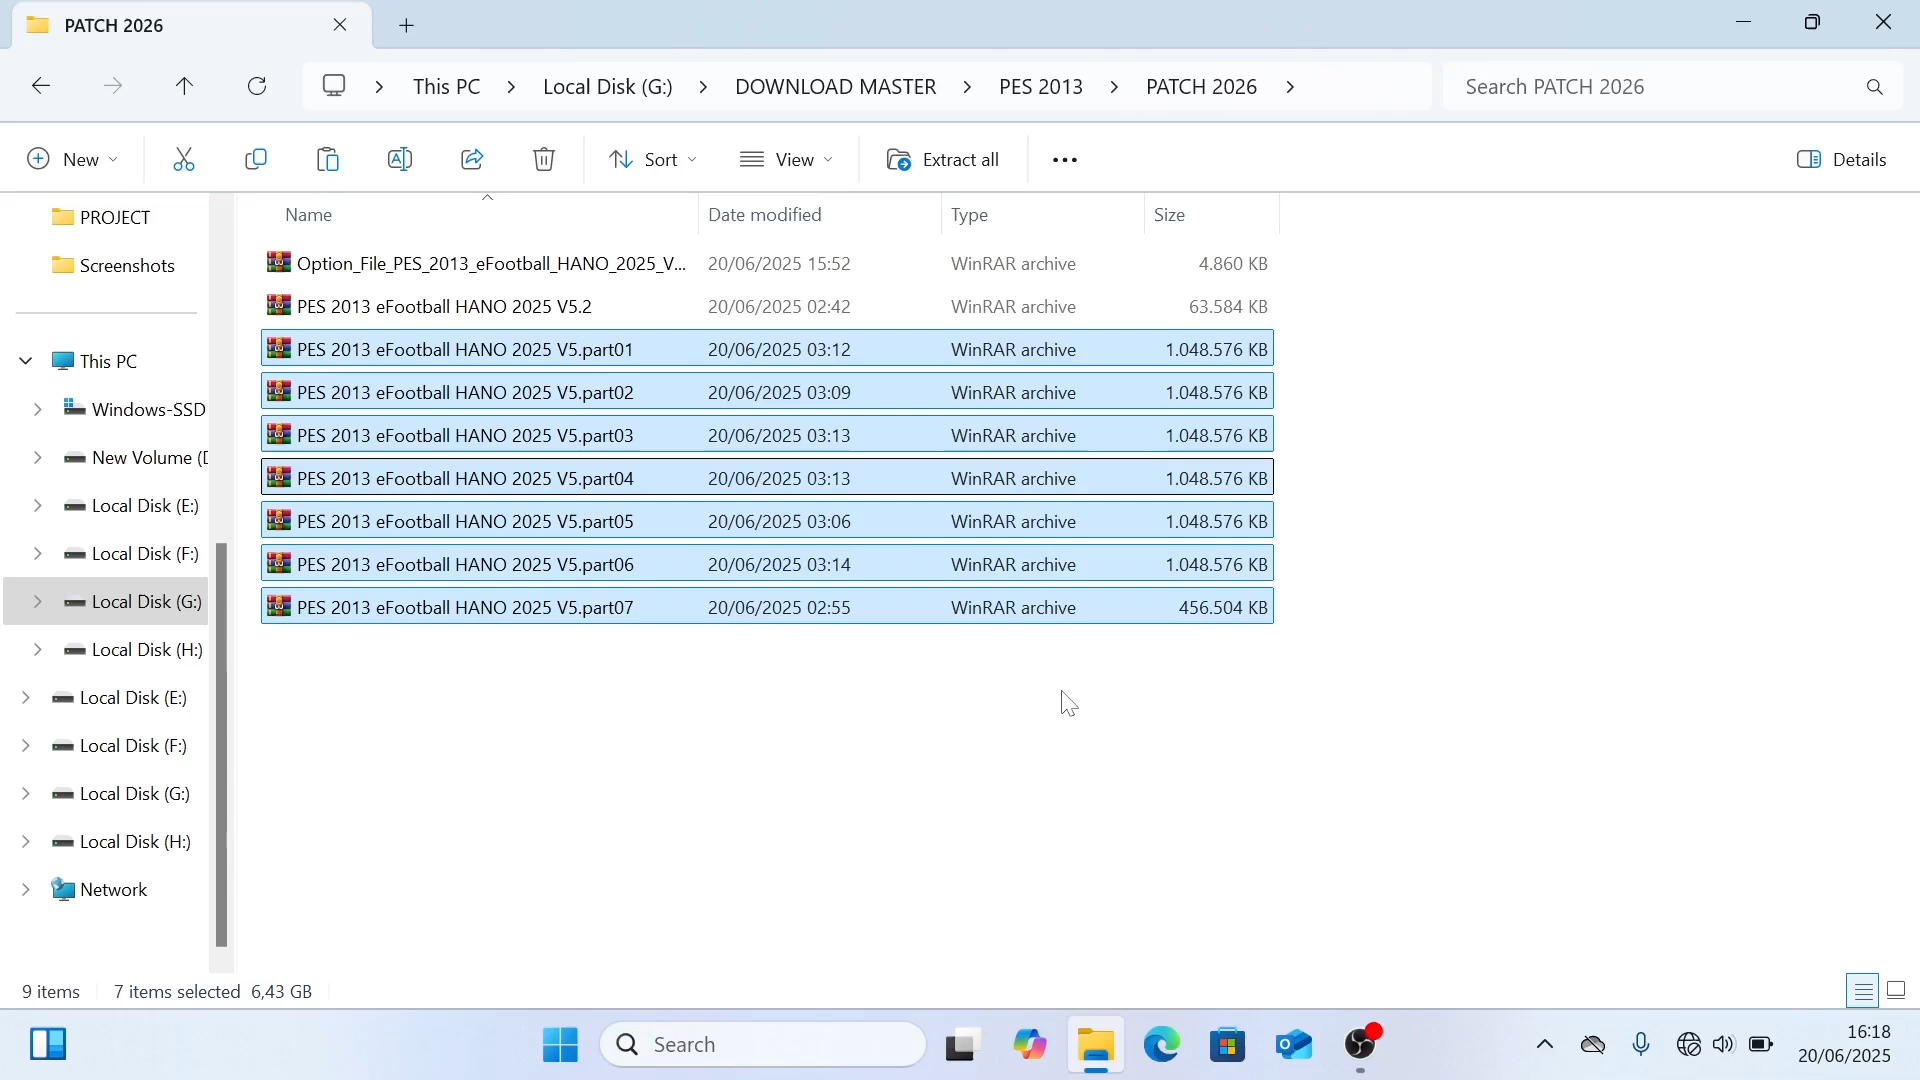 PATCH 2026
This PC > Local Disk (G:) > DOWNLOAD MASTER > PES 2013 > PATCH 2026 >
Search PATCH 2026
New
Sort
View
Extract all
Details
PROJECT
Screenshots
This PC
Windows-SSD
New Volume (D
Local Disk (E:)
Local Disk (F:)
Local Disk (G:)
Local Disk (H:)
Local Disk (E:)
Local Disk (F:)
Local Disk (G:)
Local Disk (H:)
Network
Name Date modified Type Size
Option_File_PES_2013_eFootball_HANO_2025_V... 20/06/2025 15:52 WinRAR archive 4.860 KB
PES 2013 eFootball HANO 2025 V5.2 20/06/2025 02:42 WinRAR archive 63.584 KB
PES 2013 eFootball HANO 2025 V5.part01 20/06/2025 03:12 WinRAR archive 1.048.576 KB
PES 2013 eFootball HANO 2025 V5.part02 20/06/2025 03:09 WinRAR archive 1.048.576 KB
PES 2013 eFootball HANO 2025 V5.part03 20/06/2025 03:13 WinRAR archive 1.048.576 KB
PES 2013 eFootball HANO 2025 V5.part04 20/06/2025 03:13 WinRAR archive 1.048.576 KB
PES 2013 eFootball HANO 2025 V5.part05 20/06/2025 03:06 WinRAR archive 1.048.576 KB
PES 2013 eFootball HANO 2025 V5.part06 20/06/2025 03:14 WinRAR archive 1.048.576 KB
PES 2013 eFootball HANO 2025 V5.part07 20/06/2025 02:55 WinRAR archive 456.504 KB
9 items 7 items selected 6,43 GB
Search
16:18
20/06/2025